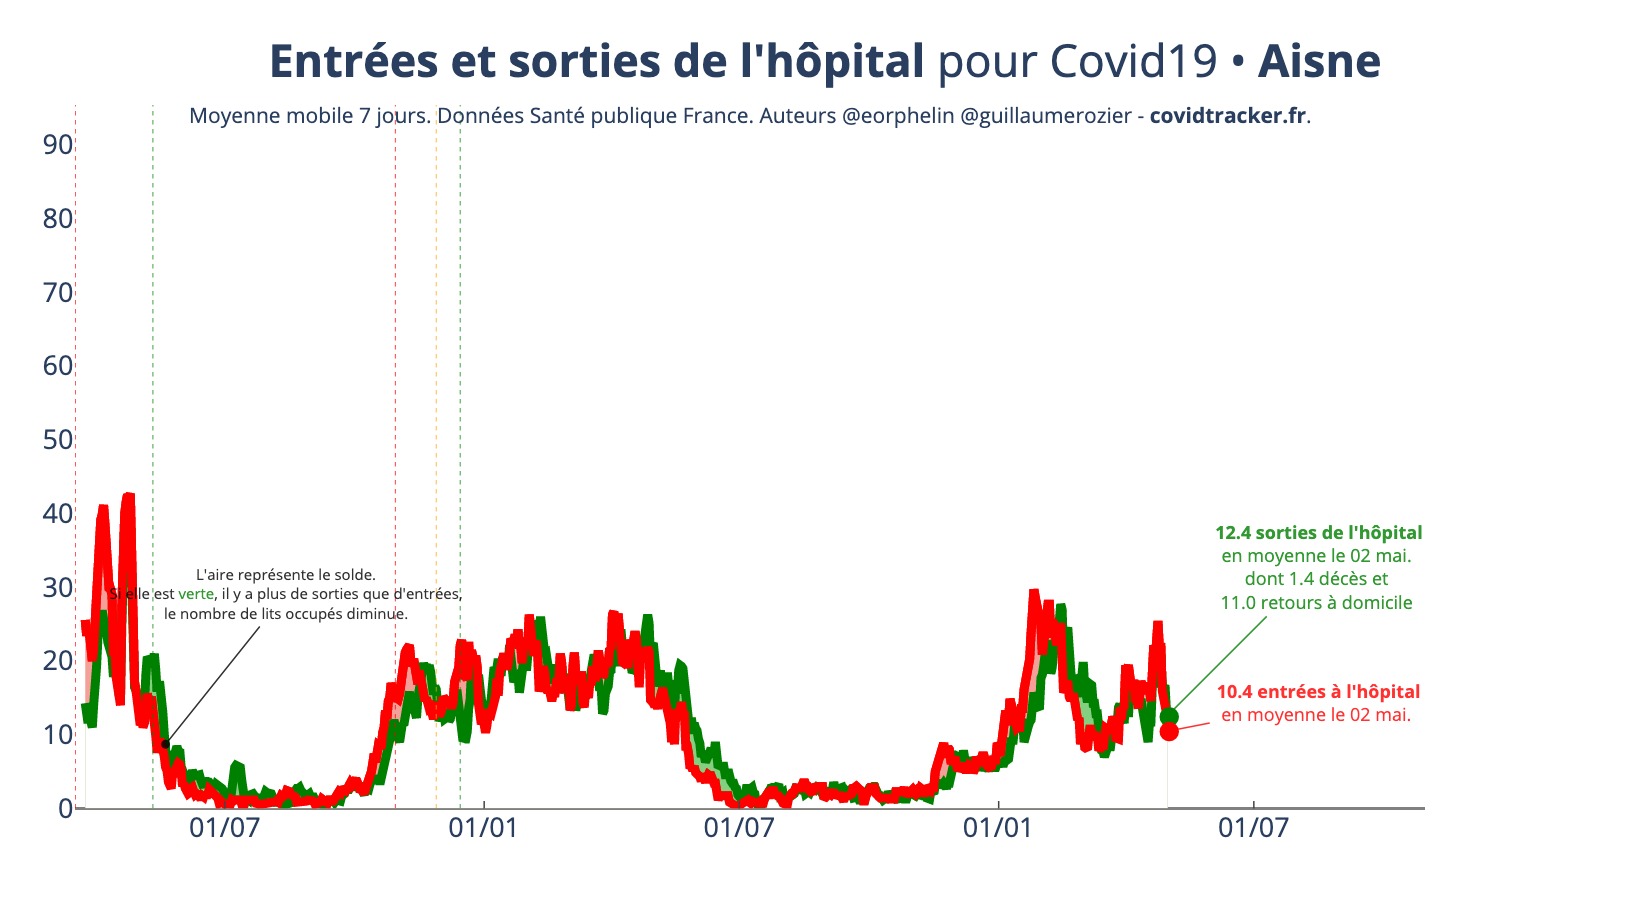 Entrées et sorties de l'hôpital pour Covid19 • Aisne
Moyenne mobile 7 jours. Données Santé publique France. Auteurs @eorphelin @guillaumerozier - covidtracker.fr.
90
80
70
60
50
40
30
20
10
0
L'aire représente le solde.
Si elle est verte, il y a plus de sorties que d'entrées,
le nombre de lits occupés diminue.
12.4 sorties de l'hôpital
en moyenne le 02 mai.
dont 1.4 décès et
11.0 retours à domicile
10.4 entrées à l'hôpital
en moyenne le 02 mai.
01/07
01/01
01/07
01/01
01/07